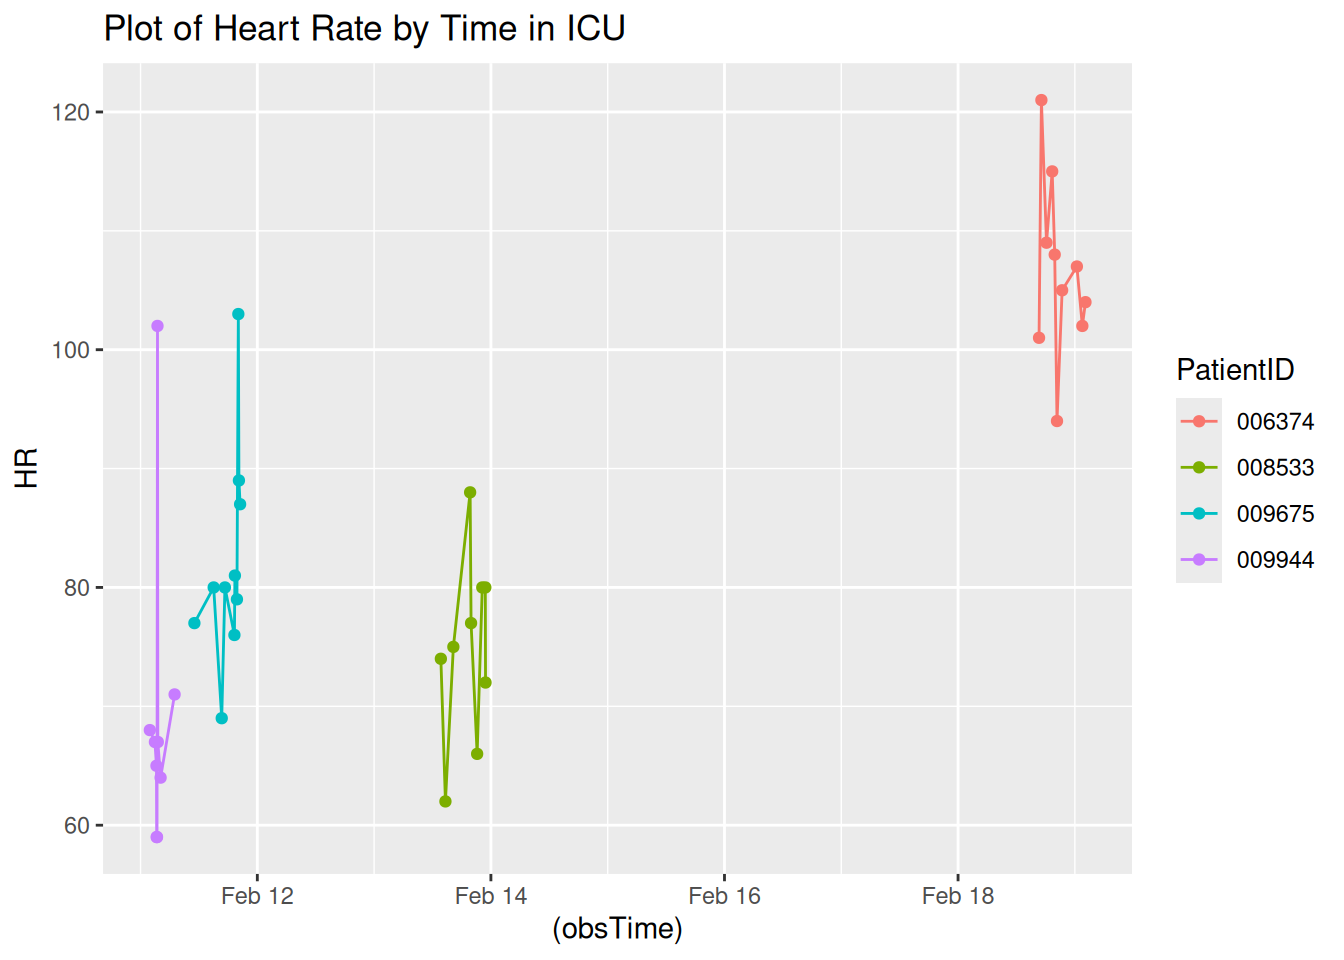 Plot of Heart Rate by Time in ICU
120
100
80
60
HR
Feb 12
Feb 14
Feb 16
Feb 18
(obsTime)
PatientID
006374
008533
009675
009944